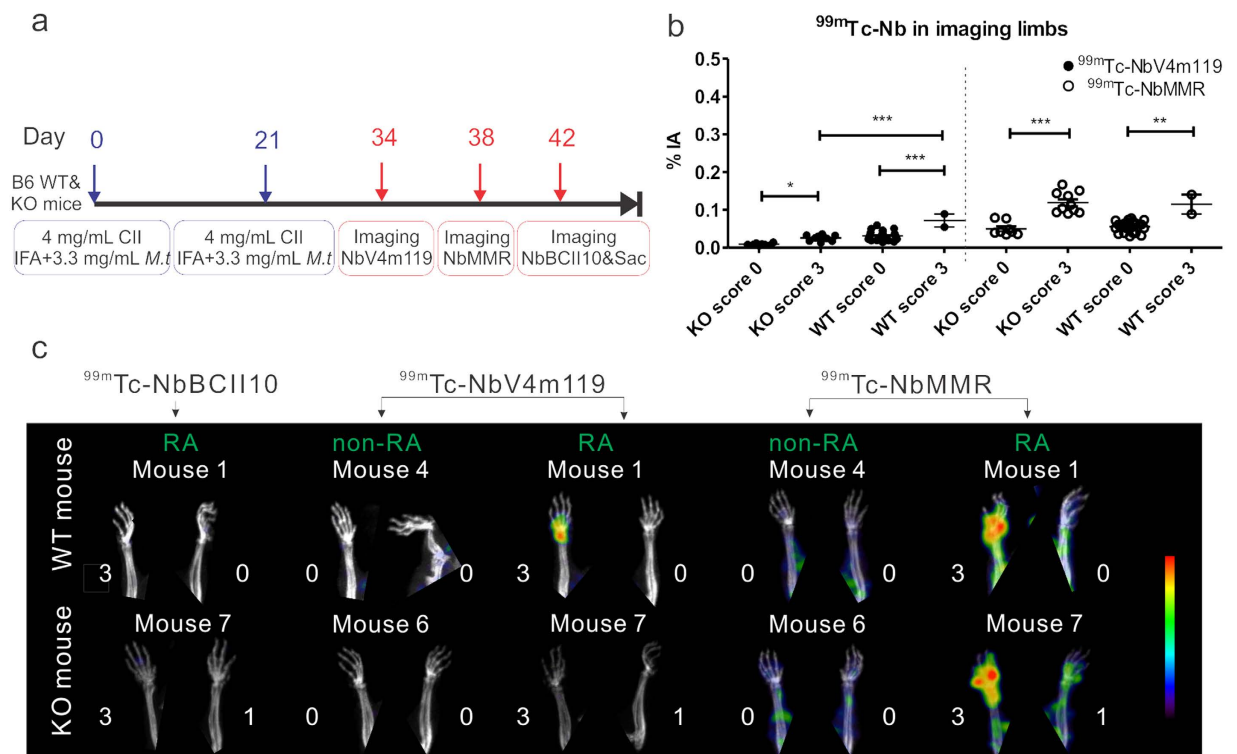 a
Day 0 21 34 38 42
B6 WT&
KO mice
4 mg/mL CII
IFA+3.3 mg/mL M.t
4 mg/mL CII
IFA+3.3 mg/mL M.t
Imaging
NbV4m119
Imaging
NbMMR
Imaging
NbBCII10&Sac
b
99mTc-Nb in imaging limbs
99mTc-NbV4m119
99mTc-NbMMR
% IA
0.5
0.4
0.3
0.2
0.1
0.0
*
***
***
***
**
KO score 0
KO score 3
WT score 0
WT score 3
KO score 0
KO score 3
WT score 0
WT score 3
c
99mTc-NbBCII10 99mTc-NbV4m119 99mTc-NbMMR
WT mouse
RA non-RA RA non-RA RA
Mouse 1 Mouse 4 Mouse 1 Mouse 4 Mouse 1
3 0 0 0 3 0 0 0 3 0
KO mouse
Mouse 7 Mouse 6 Mouse 7 Mouse 6 Mouse 7
3 1 0 0 3 1 0 0 3 1